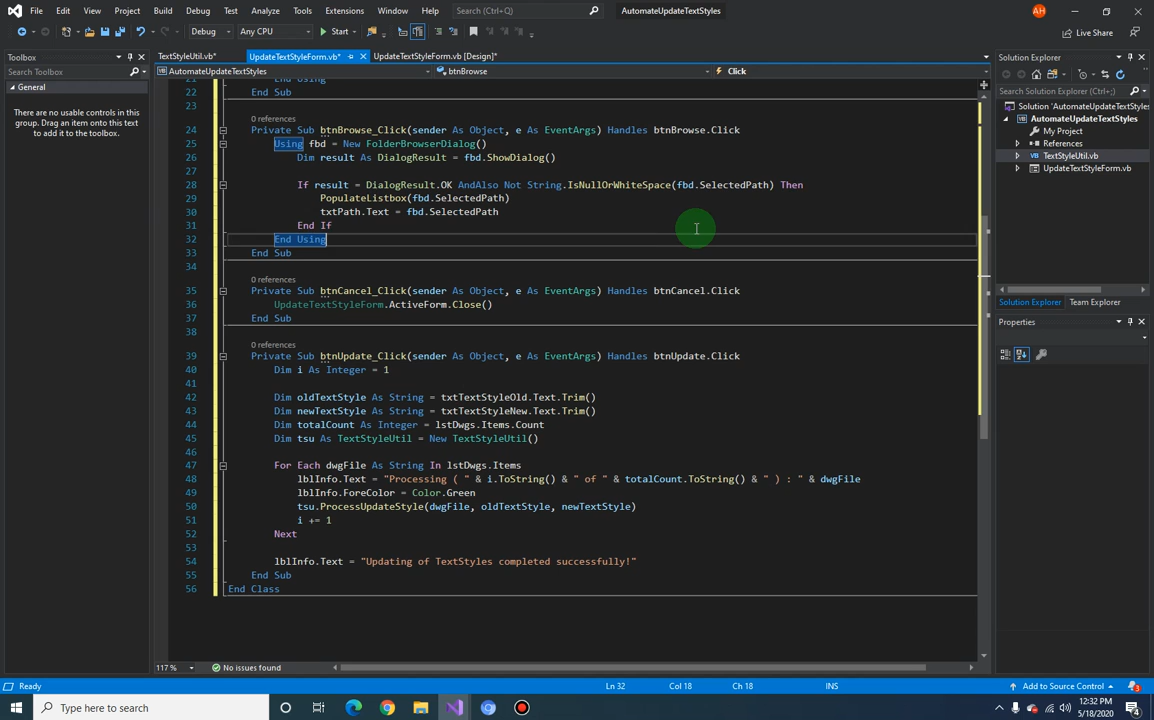 File Edit View Project Build Debug Test Analyze Tools Extensions Window Help Search (Ctrl+Q) AutomateUpdateTextStyles AH
Debug Any CPU Start Live Share
Toolbox
Search Toolbox
General
There are no usable controls in this
group. Drag an item onto this text
to add it to the toolbox.
TextStyleUtil.vb* UpdateTextStyleForm.vb* UpdateTextStyleForm.vb [Design]*
AutomateUpdateTextStyles btnBrowse Click
21 End Using
22 End Sub
23
0 references
24 Private Sub btnBrowse_Click(sender As Object, e As EventArgs) Handles btnBrowse.Click
25 Using fbd = New FolderBrowserDialog()
26 Dim result As DialogResult = fbd.ShowDialog()
27
28 If result = DialogResult.OK AndAlso Not String.IsNullOrWhiteSpace(fbd.SelectedPath) Then
29 PopulateListbox(fbd.SelectedPath)
30 txtPath.Text = fbd.SelectedPath
31 End If
32 End Using
33 End Sub
34
0 references
35 Private Sub btnCancel_Click(sender As Object, e As EventArgs) Handles btnCancel.Click
36 UpdateTextStyleForm.ActiveForm.Close()
37 End Sub
38
0 references
39 Private Sub btnUpdate_Click(sender As Object, e As EventArgs) Handles btnUpdate.Click
40 Dim i As Integer = 1
41
42 Dim oldTextStyle As String = txtTextStyleOld.Text.Trim()
43 Dim newTextStyle As String = txtTextStyleNew.Text.Trim()
44 Dim totalCount As Integer = lstDwgs.Items.Count
45 Dim tsu As TextStyleUtil = New TextStyleUtil()
46
47 For Each dwgFile As String In lstDwgs.Items
48 lblInfo.Text = "Processing ( " & i.ToString() & " of " & totalCount.ToString() & " ) : " & dwgFile
49 lblInfo.ForeColor = Color.Green
50 tsu.ProcessUpdateStyle(dwgFile, oldTextStyle, newTextStyle)
51 i += 1
52 Next
53
54 lblInfo.Text = "Updating of TextStyles completed successfully!"
55 End Sub
56 End Class
117 % No issues found
Solution Explorer
Search Solution Explorer (Ctrl+;)
Solution 'AutomateUpdateTextStyles
AutomateUpdateTextStyles
My Project
References
TextStyleUtil.vb
UpdateTextStyleForm.vb
Solution Explorer Team Explorer
Properties
Ready Ln 32 Col 18 Ch 18 INS Add to Source Control 3
Type here to search
12:32 PM
5/18/2020
4